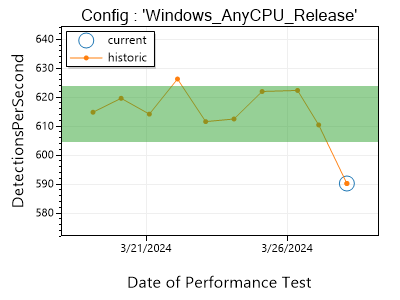 Config : 'Windows_AnyCPU_Release'
current
historic
DetectionsPerSecond
640
630
620
610
600
590
580
3/21/2024
3/26/2024
Date of Performance Test